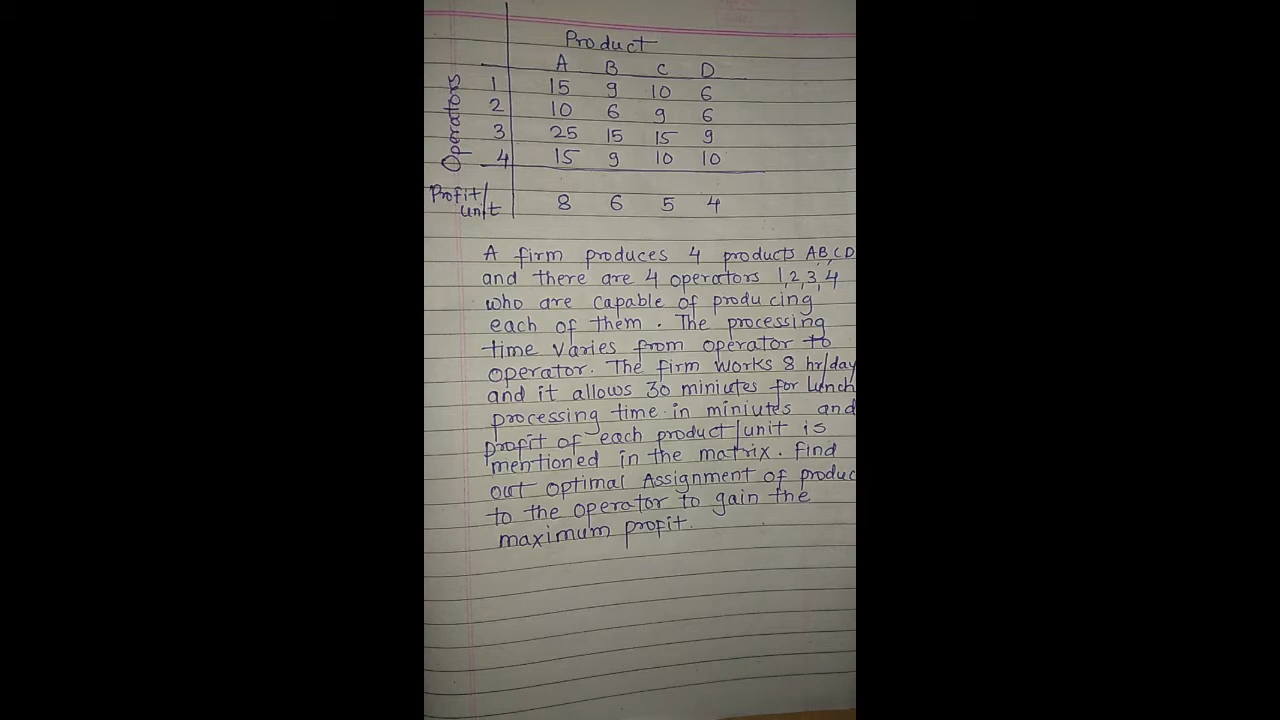 Product
A B C D
Operators
1 15 9 10 6
2 10 6 9 6
3 25 15 15 9
4 15 9 10 10
Profit/
unit 8 6 5 4
A firm produces 4 products A,B,C,D
and there are 4 operators 1,2,3,4
who are capable of producing
each of them. The processing
time varies from operator to
operator. The firm works 8 hr/day
and it allows 30 miniutes for lunch
processing time in miniutes and
profit of each product/unit is
mentioned in the matrix. Find
out optimal Assignment of produc
to the operator to gain the
maximum profit.